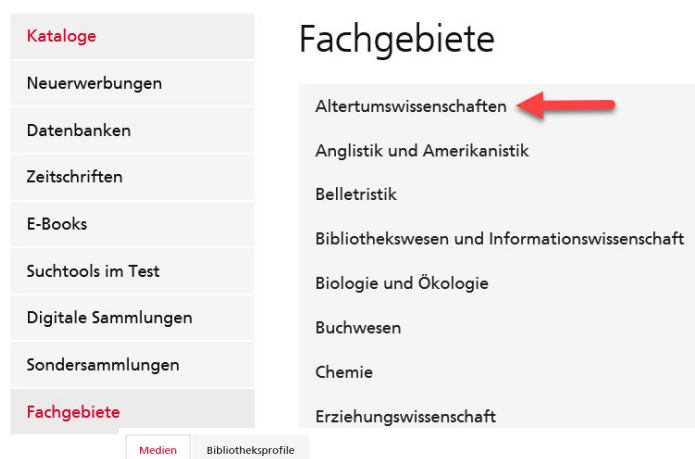 Kataloge
Neuerwerbungen
Datenbanken
Zeitschriften
E-Books
Suchtools im Test
Digitale Sammlungen
Sondersammlungen
Fachgebiete
Fachgebiete
Altertumswissenschaften
Anglistik und Amerikanistik
Belletristik
Bibliothekswesen und Informationswissenschaft
Biologie und Ökologie
Buchwesen
Chemie
Erziehungswissenschaft
Medien Bibliotheksprofile